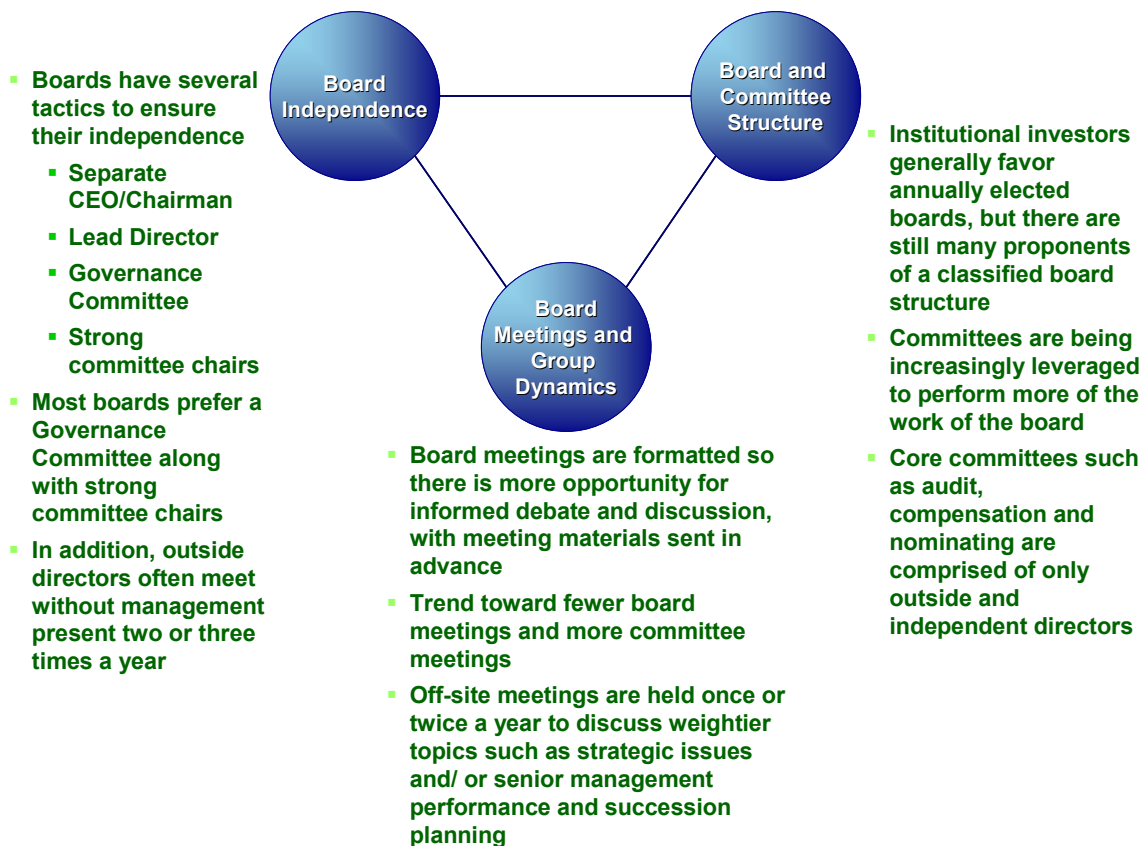 Board
Independence
Board and
Committee
Structure
Board
Meetings and
Group
Dynamics
▪ Boards have several
tactics to ensure
their independence
▪ Separate
CEO/Chairman
▪ Lead Director
▪ Governance
Committee
▪ Strong
committee chairs
▪ Most boards prefer a
Governance
Committee along
with strong
committee chairs
▪ In addition, outside
directors often meet
without management
present two or three
times a year
▪ Board meetings are formatted so
there is more opportunity for
informed debate and discussion,
with meeting materials sent in
advance
▪ Trend toward fewer board
meetings and more committee
meetings
▪ Off-site meetings are held once or
twice a year to discuss weightier
topics such as strategic issues
and/ or senior management
performance and succession
planning
▪ Institutional investors
generally favor
annually elected
boards, but there are
still many proponents
of a classified board
structure
▪ Committees are being
increasingly leveraged
to perform more of the
work of the board
▪ Core committees such
as audit,
compensation and
nominating are
comprised of only
outside and
independent directors